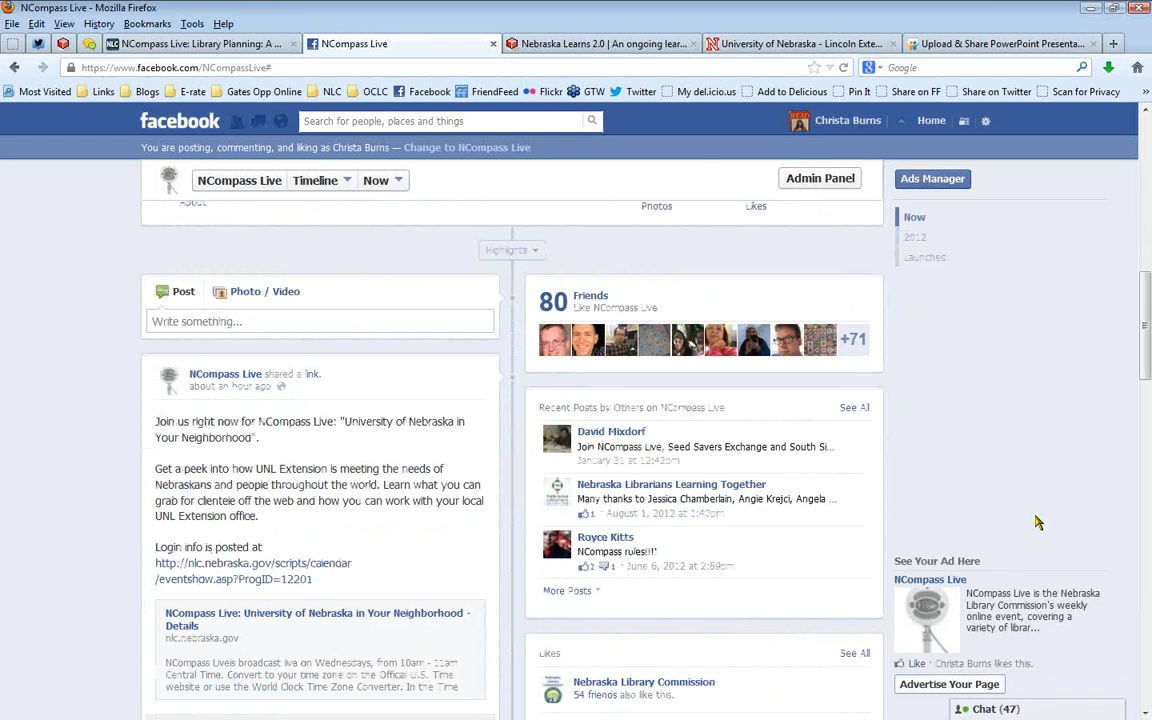 NCompass Live - Mozilla Firefox
File Edit View History Bookmarks Tools Help
NCompass Live: Library Planning: A ...
NCompass Live
Nebraska Learns 2.0 | An ongoing lear...
University of Nebraska - Lincoln Exte...
Upload & Share PowerPoint Presenta...
https://www.facebook.com/NCompassLive#
Google
Most Visited Links Blogs E-rate Gates Opp Online NLC OCLC Facebook FriendFeed Flickr GTW Twitter My del.icio.us Add to Delicious Pin It Share on FF Share on Twitter Scan for Privacy
facebook
Search for people, places and things
Christa Burns Home
You are posting, commenting, and liking as Christa Burns — Change to NCompass Live
NCompass Live Timeline Now
Admin Panel
Ads Manager
About
Photos
Likes
Now
2012
Launched
Highlights
Post Photo / Video
Write something...
80 Friends
Like NCompass Live
+71
NCompass Live shared a link.
about an hour ago
Join us right now for NCompass Live: "University of Nebraska in
Your Neighborhood".
Get a peek into how UNL Extension is meeting the needs of
Nebraskans and people throughout the world. Learn what you can
grab for clientele off the web and how you can work with your local
UNL Extension office.
Login info is posted at
http://nlc.nebraska.gov/scripts/calendar
/eventshow.asp?ProgID=12201
NCompass Live: University of Nebraska in Your Neighborhood -
Details
nlc.nebraska.gov
NCompass Liveis broadcast live on Wednesdays, from 10am - 11am
Central Time. Convert to your time zone on the Offical U.S. Time
website or use the World Clock Time Zone Converter. In the Time
Recent Posts by Others on NCompass Live
See All
David Mixdorf
Join NCompass Live, Seed Savers Exchange and South Si...
January 31 at 12:42pm
Nebraska Librarians Learning Together
Many thanks to Jessica Chamberlain, Angie Krejci, Angela ...
1 · August 1, 2012 at 1:40pm
Royce Kitts
NCompass rules!!!!
2 1 · June 6, 2012 at 2:59pm
More Posts
Likes
See All
Nebraska Library Commission
54 friends also like this.
See Your Ad Here
NCompass Live
NCompass Live is the Nebraska
Library Commission's weekly
online event, covering a
variety of librar...
Like · Christa Burns likes this.
Advertise Your Page
Chat (47)